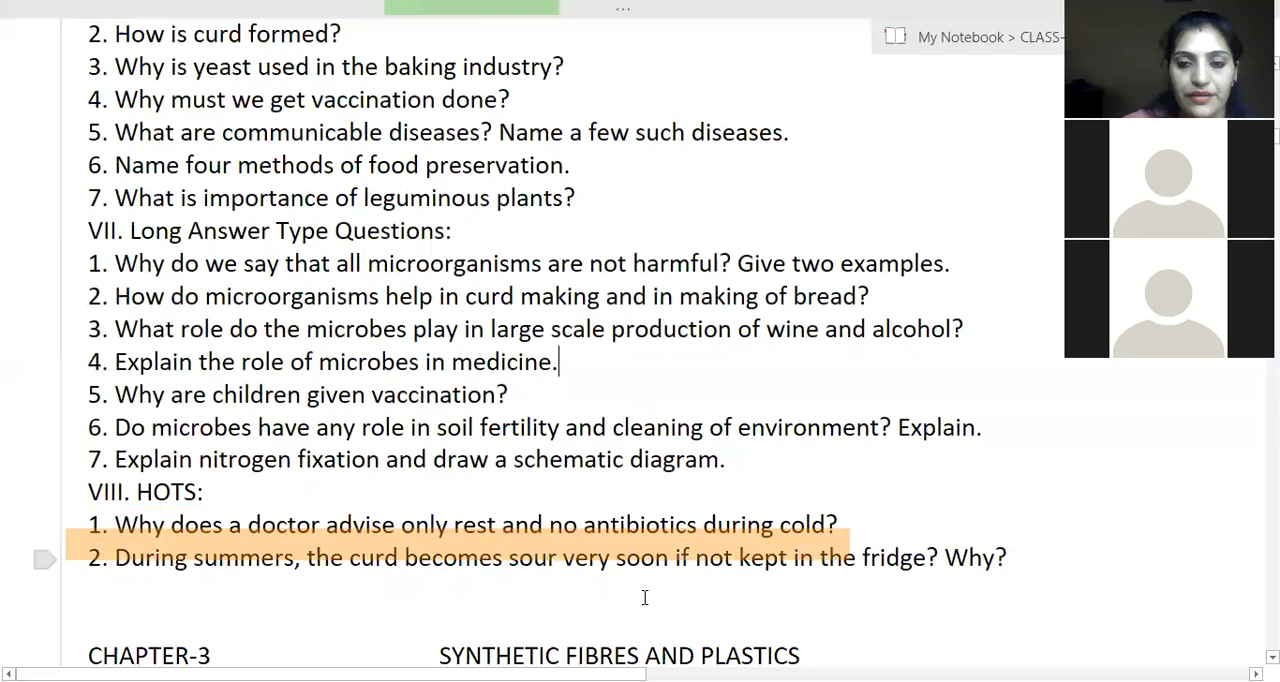 ...
My Notebook > CLASS-
2. How is curd formed?
3. Why is yeast used in the baking industry?
4. Why must we get vaccination done?
5. What are communicable diseases? Name a few such diseases.
6. Name four methods of food preservation.
7. What is importance of leguminous plants?
VII. Long Answer Type Questions:
1. Why do we say that all microorganisms are not harmful? Give two examples.
2. How do microorganisms help in curd making and in making of bread?
3. What role do the microbes play in large scale production of wine and alcohol?
4. Explain the role of microbes in medicine.
5. Why are children given vaccination?
6. Do microbes have any role in soil fertility and cleaning of environment? Explain.
7. Explain nitrogen fixation and draw a schematic diagram.
VIII. HOTS:
1. Why does a doctor advise only rest and no antibiotics during cold?
2. During summers, the curd becomes sour very soon if not kept in the fridge? Why?
CHAPTER-3 SYNTHETIC FIBRES AND PLASTICS